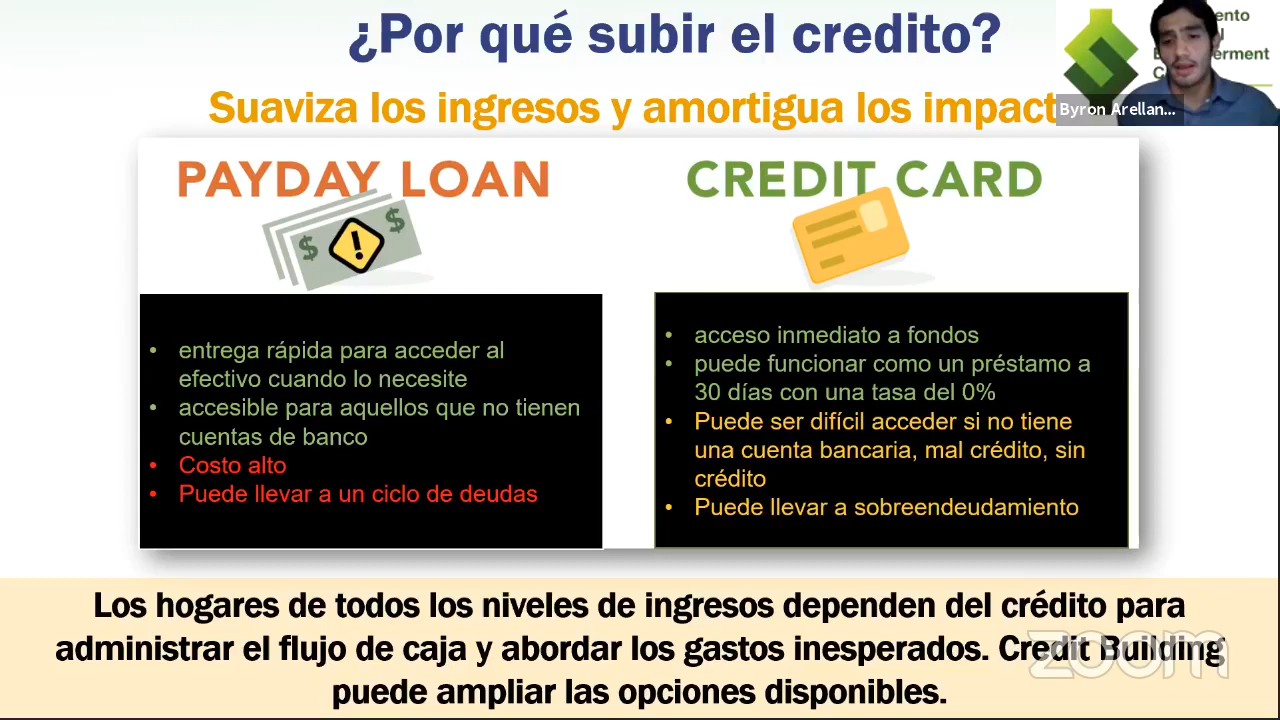 ¿Por qué subir el credito?
Suaviza los ingresos y amortigua los
Byron Arellan...
PAYDAY LOAN
$ ! $
CREDIT CARD
• entrega rápida para acceder al
efectivo cuando lo necesite
• accesible para aquellos que no tienen
cuentas de banco
• Costo alto
• Puede llevar a un ciclo de deudas
• acceso inmediato a fondos
• puede funcionar como un préstamo a
30 días con una tasa del 0%
• Puede ser difícil acceder si no tiene
una cuenta bancaria, mal crédito, sin
crédito
• Puede llevar a sobreendeudamiento
Los hogares de todos los niveles de ingresos dependen del crédito para
administrar el flujo de caja y abordar los gastos inesperados. Credit Building
puede ampliar las opciones disponibles.
zoom